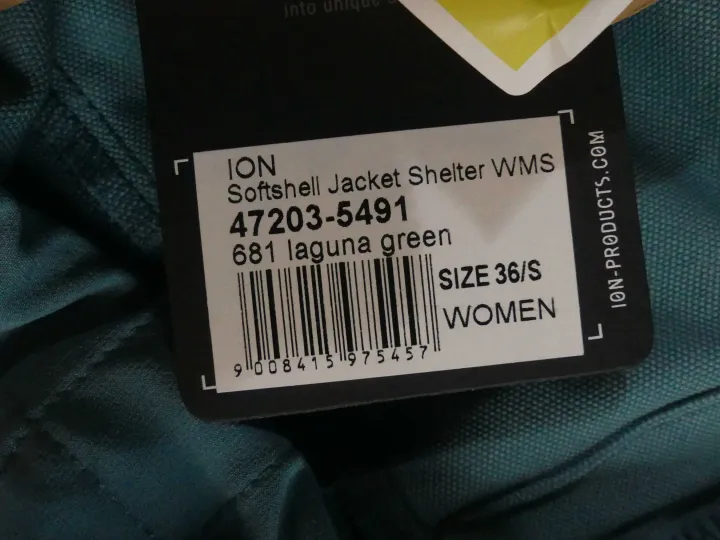 into unique
ION
Softshell Jacket Shelter WMS
47203-5491
681 laguna green
SIZE 36/S
WOMEN
9 008415 975457
ION-PRODUCTS.COM